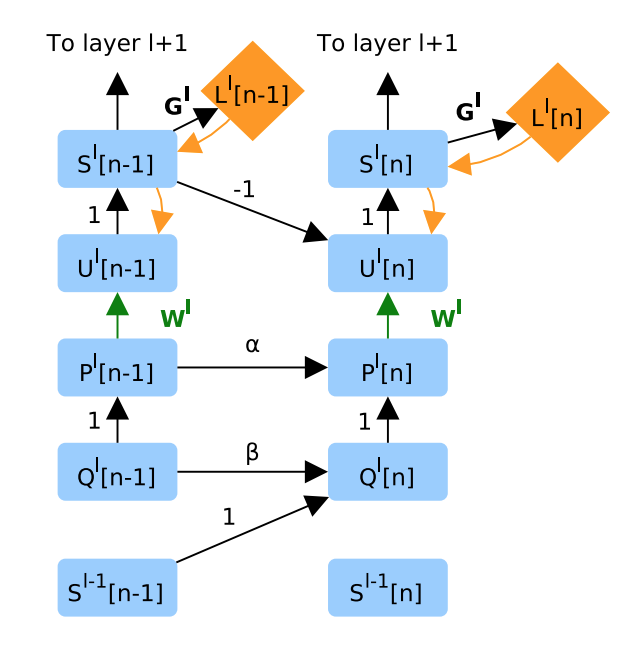 To layer l+1 To layer l+1
G^l L^l[n-1] G^l L^l[n]
S^l[n-1] S^l[n]
-1
1 1
U^l[n-1] U^l[n]
W^l W^l
α
P^l[n-1] P^l[n]
1 1
β
Q^l[n-1] Q^l[n]
1
S^l-1[n-1] S^l-1[n]